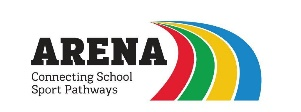 ARENA
Connecting School
Sport Pathways